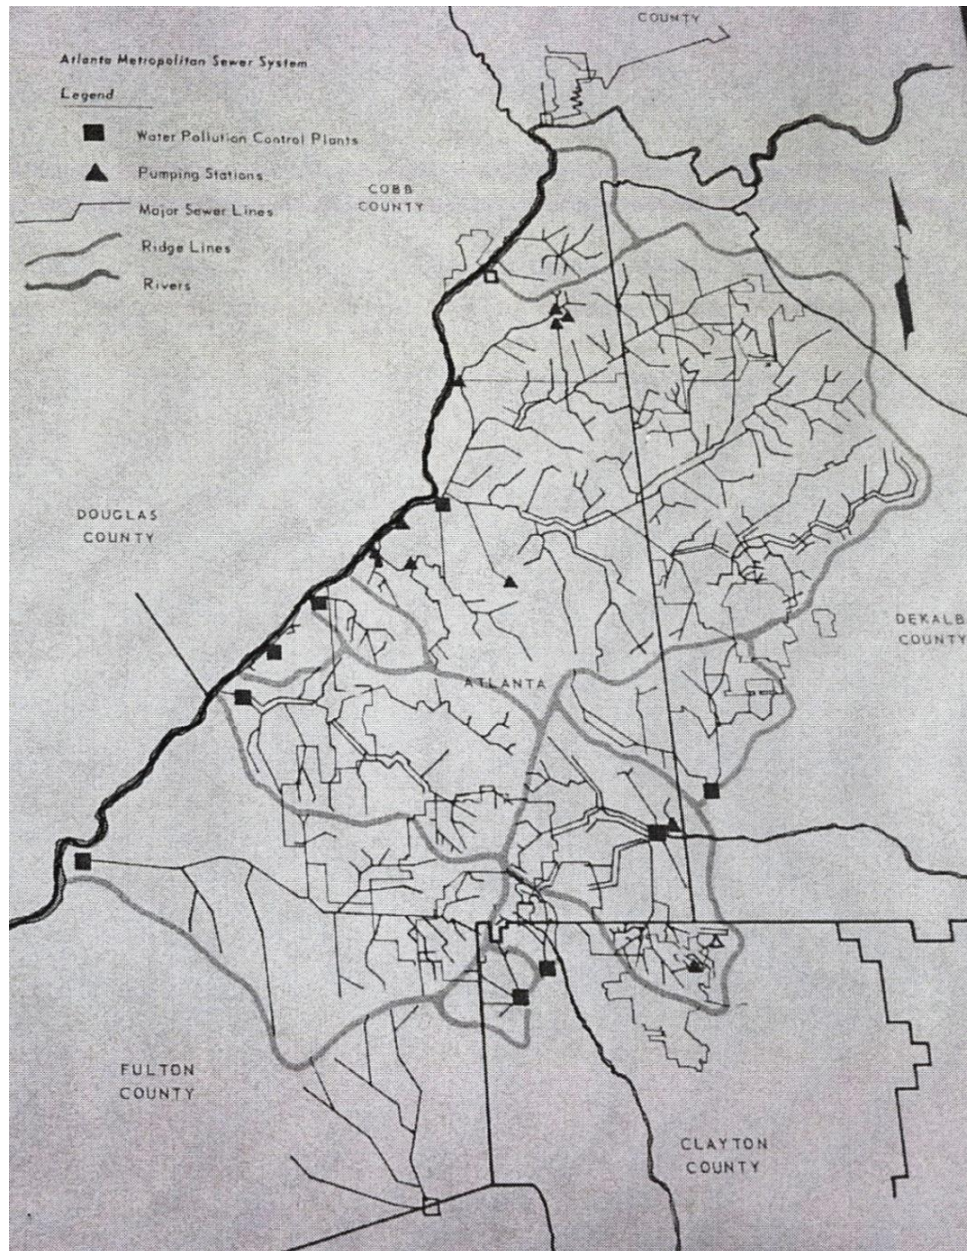 COUNTY
Atlanta Metropolitan Sewer System
Legend
Water Pollution Control Plants
Pumping Stations
Major Sewer Lines
Ridge Lines
Rivers
COBB
COUNTY
DOUGLAS
COUNTY
DEKALB
COUNTY
ATLANTA
FULTON
COUNTY
CLAYTON
COUNTY